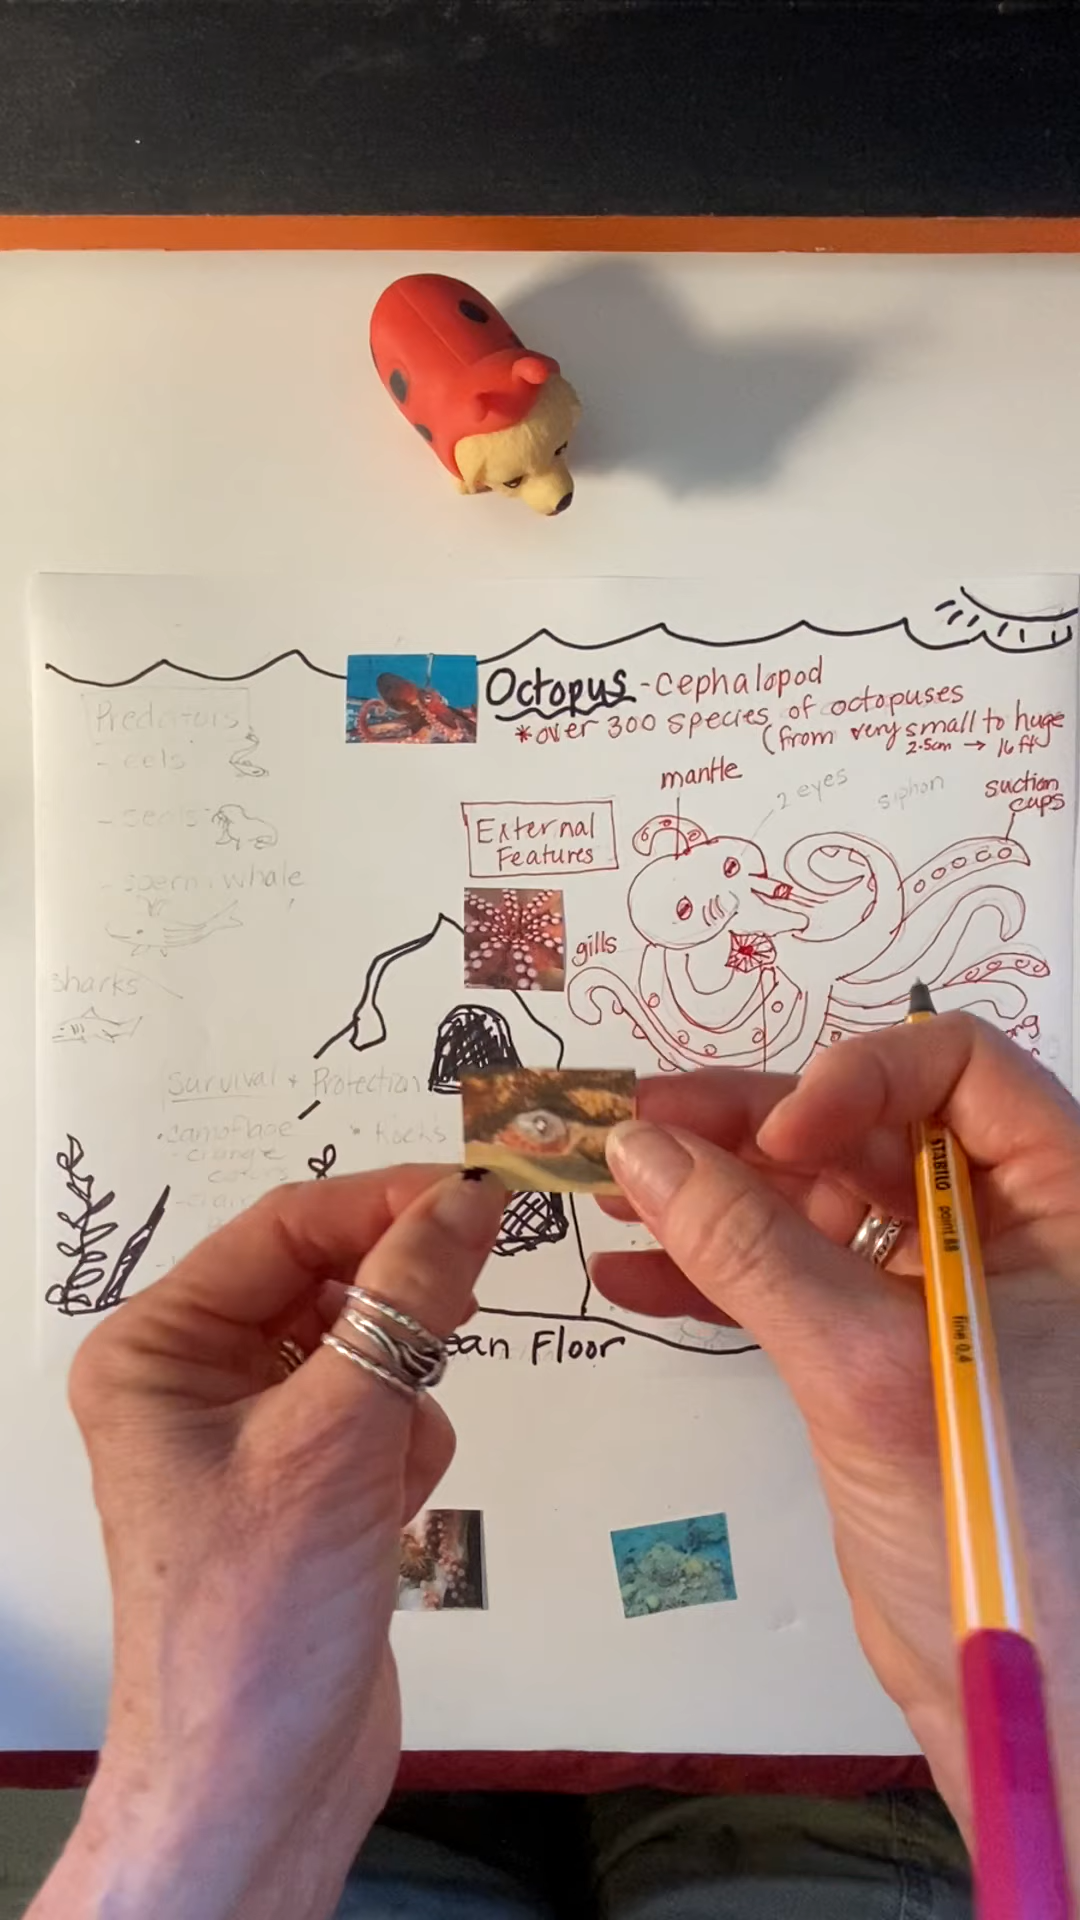 Octopus - Cephalopod
*over 300 species of octopuses
(from very small to huge
2.5cm → 16 ft
Predators
- eels
- seals
- sperm whale
sharks
mantle
2 eyes
siphon
suction
cups
External
Features
gills
Survival + Protection
• camoflage
- change
colors
• Rocks
ean Floor
STABILO point 88 fine 0.4